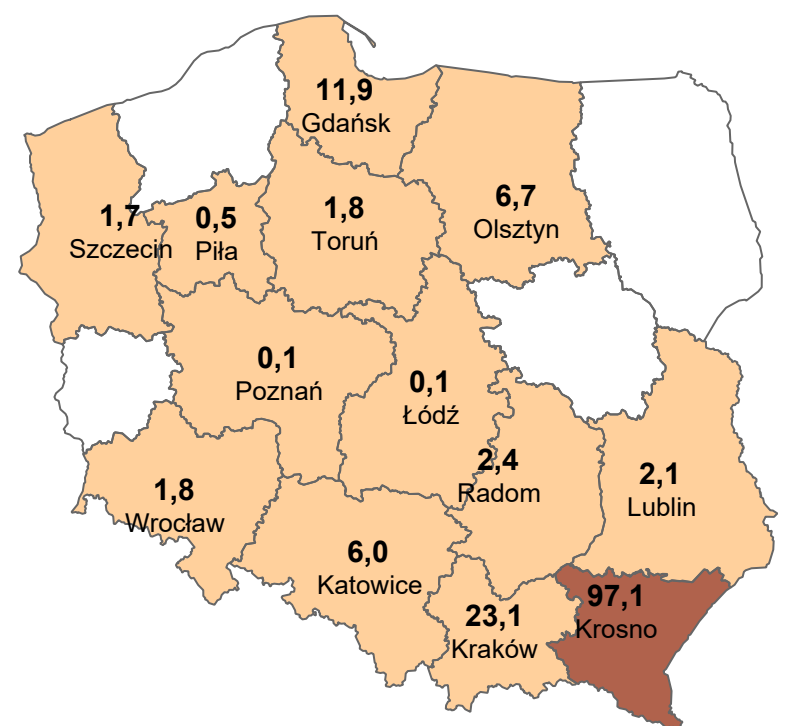 11,9
Gdańsk
1,7
Szczecin
0,5
Piła
1,8
Toruń
6,7
Olsztyn
0,1
Poznań
0,1
Łódź
2,4
Radom
2,1
Lublin
1,8
Wrocław
6,0
Katowice
23,1
Kraków
97,1
Krosno